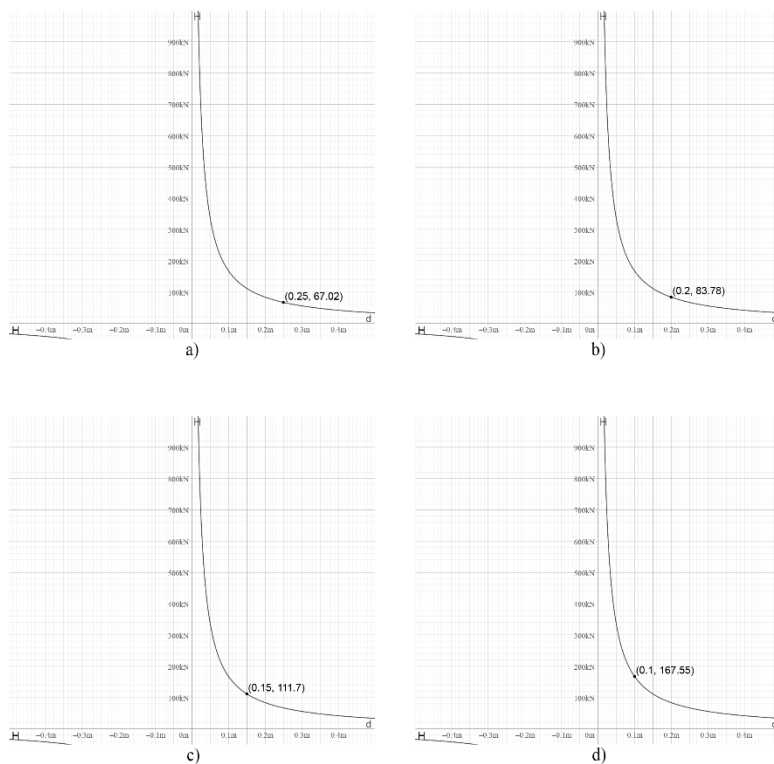 H H
900kN 900kN
800kN 800kN
700kN 700kN
600kN 600kN
500kN 500kN
400kN 400kN
300kN 300kN
200kN 200kN
100kN (0.25, 67.02) 100kN (0.2, 83.78)
d d
H −0.4m −0.3m −0.2m −0.1m 0m 0.1m 0.2m 0.3m 0.4m H −0.4m −0.3m −0.2m −0.1m 0m 0.1m 0.2m 0.3m 0.4m
a) b)
H H
900kN 900kN
800kN 800kN
700kN 700kN
600kN 600kN
500kN 500kN
400kN 400kN
300kN 300kN
200kN 200kN
(0.15, 111.7) (0.1, 167.55)
100kN 100kN
d d
H −0.4m −0.3m −0.2m −0.1m 0m 0.1m 0.2m 0.3m 0.4m H −0.4m −0.3m −0.2m −0.1m 0m 0.1m 0.2m 0.3m 0.4m
c) d)